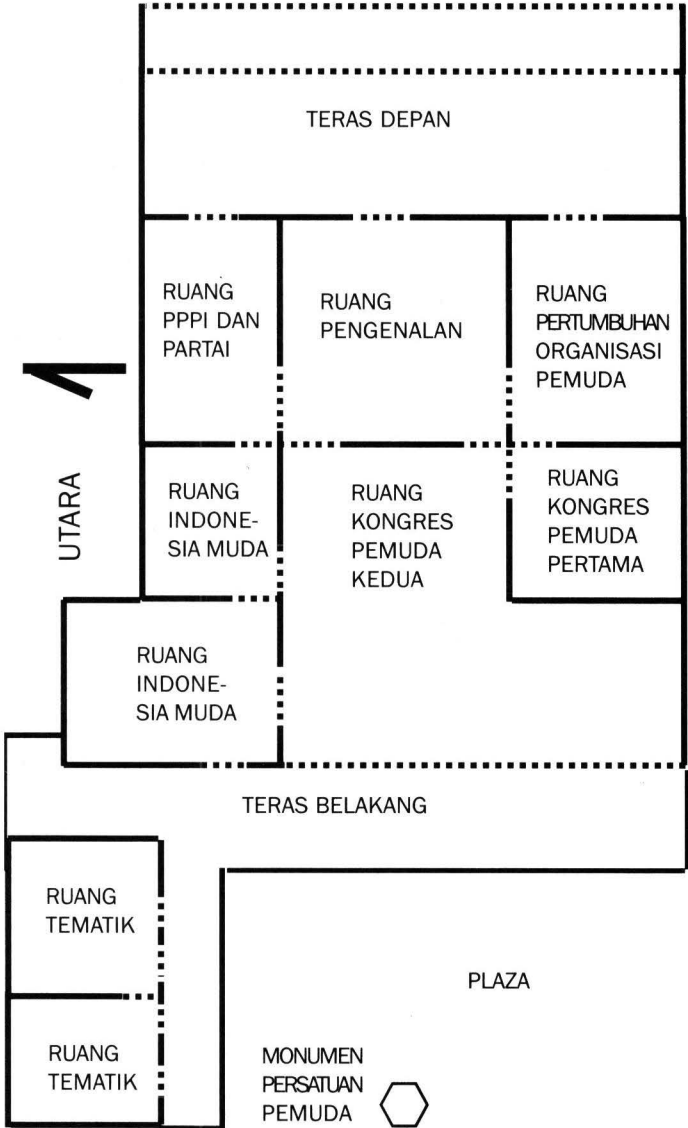 TERAS DEPAN
RUANG
PPPI DAN
PARTAI
RUANG
PENGENALAN
RUANG
PERTUMBUHAN
ORGANISASI
PEMUDA
UTARA
RUANG
INDONE-
SIA MUDA
RUANG
KONGRES
PEMUDA
KEDUA
RUANG
KONGRES
PEMUDA
PERTAMA
RUANG
INDONE-
SIA MUDA
TERAS BELAKANG
RUANG
TEMATIK
PLAZA
RUANG
TEMATIK
MONUMEN
PERSATUAN
PEMUDA